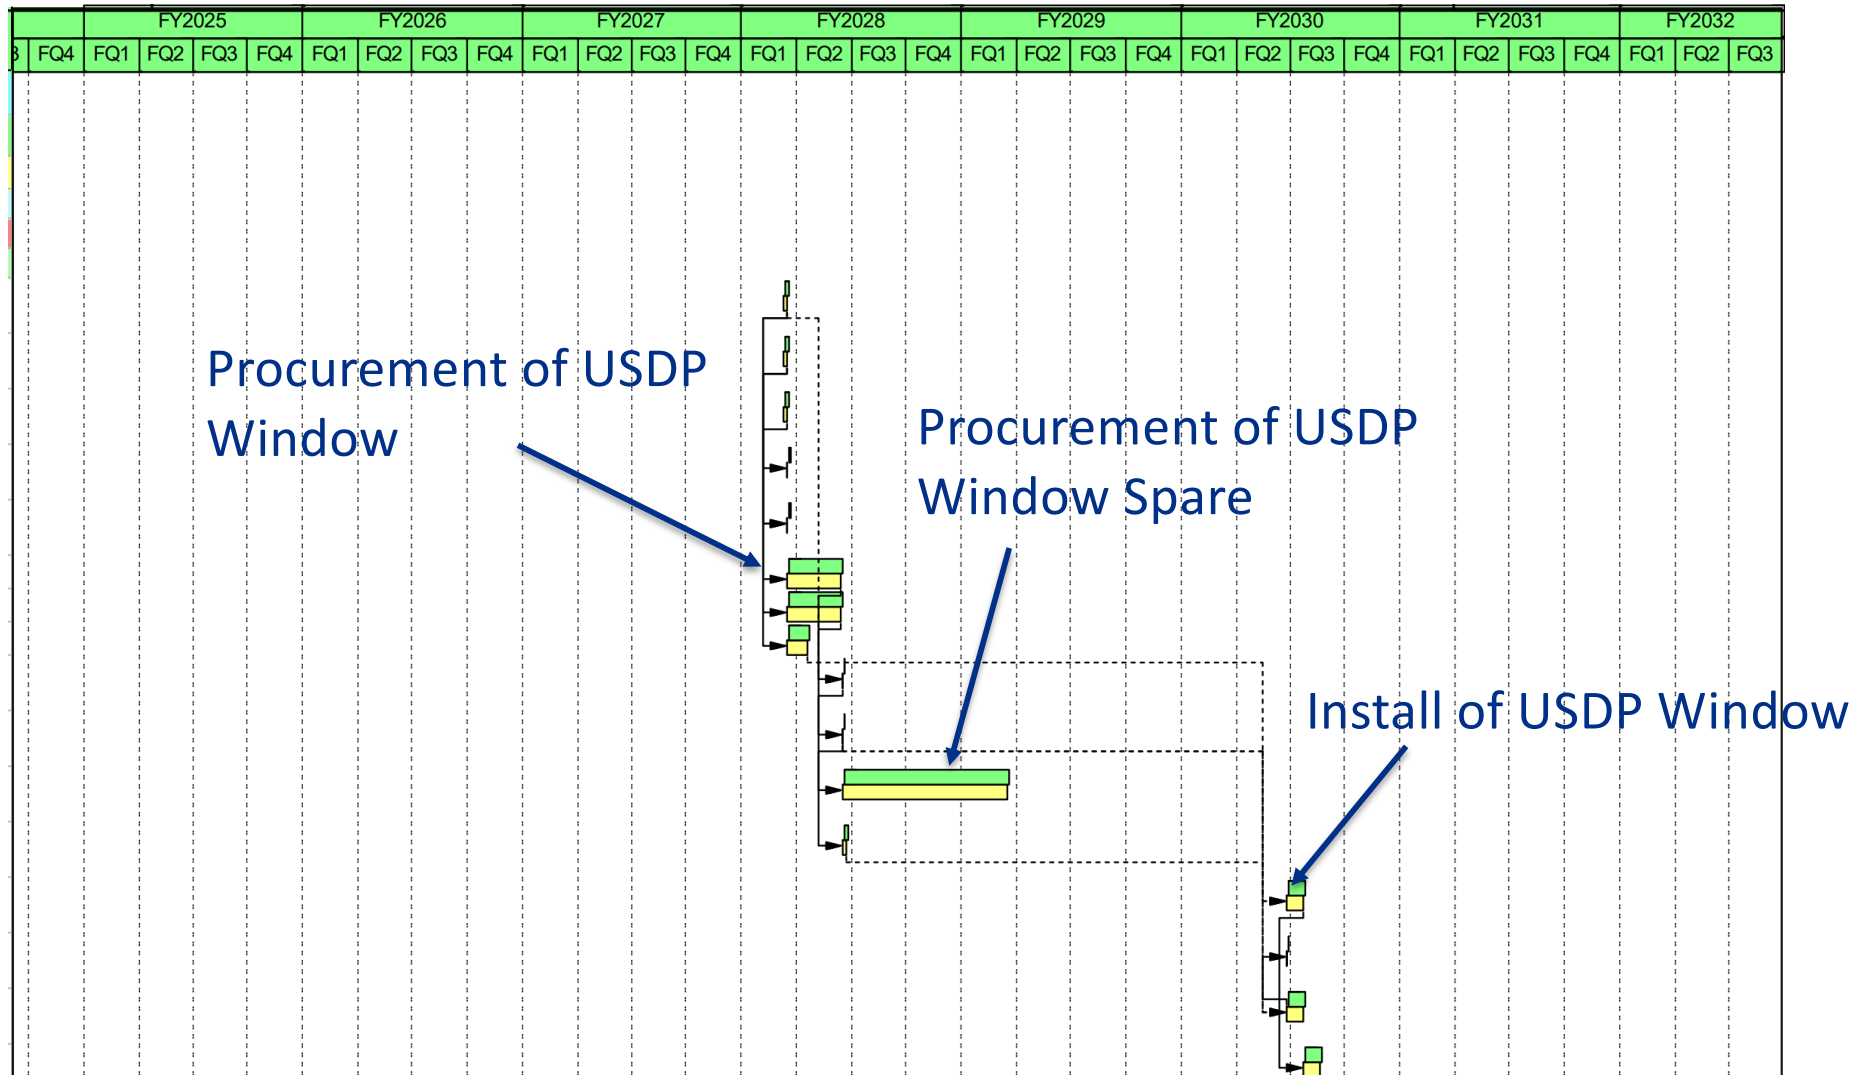 FY2025 FY2026 FY2027 FY2028 FY2029 FY2030 FY2031 FY2032
FQ4 FQ1 FQ2 FQ3 FQ4 FQ1 FQ2 FQ3 FQ4 FQ1 FQ2 FQ3 FQ4 FQ1 FQ2 FQ3 FQ4 FQ1 FQ2 FQ3 FQ4 FQ1 FQ2 FQ3 FQ4 FQ1 FQ2 FQ3 FQ4 FQ1 FQ2 FQ3
Procurement of USDP
Window
Procurement of USDP
Window Spare
Install of USDP Window